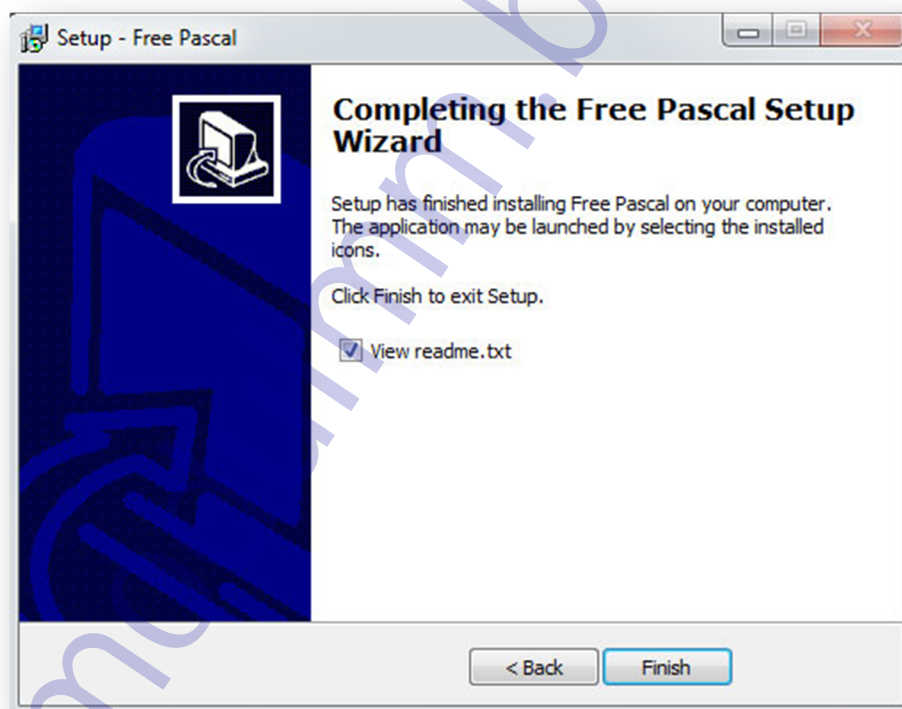 Setup - Free Pascal
Completing the Free Pascal Setup
Wizard
Setup has finished installing Free Pascal on your computer.
The application may be launched by selecting the installed
icons.
Click Finish to exit Setup.
View readme.txt
< Back
Finish